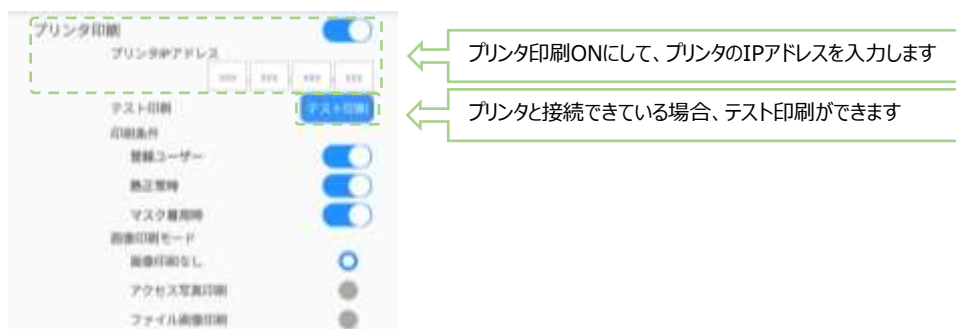 プリンタ印刷
プリンタIPアドレス
xxx xxx xxx xxx
テスト印刷 テスト印刷
印刷条件
登録ユーザー
熱正常時
マスク着用時
画像印刷モード
画像印刷なし
アクセス写真印刷
ファイル画像印刷
プリンタ印刷ONにして、プリンタのIPアドレスを入力します
プリンタと接続できている場合、テスト印刷ができます